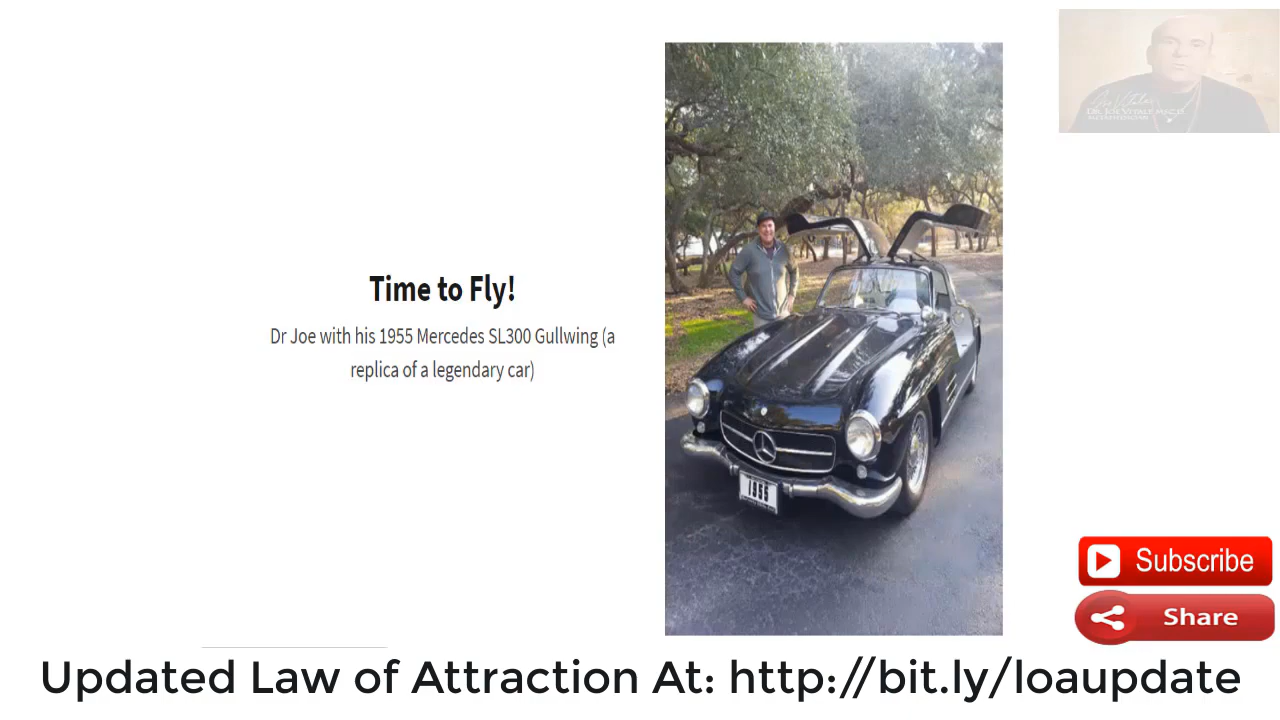 Time to Fly!
Dr Joe with his 1955 Mercedes SL300 Gullwing (a
replica of a legendary car)
1955
Subscribe
Share
Updated Law of Attraction At: http://bit.ly/loaupdate